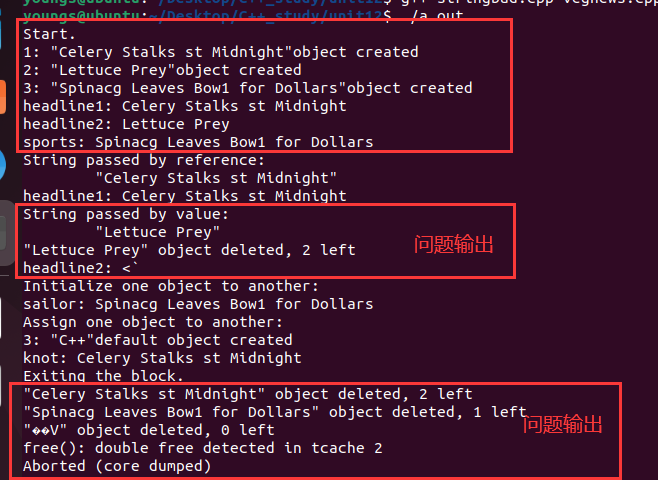 youngs@ubuntu:~/Desktop/C++_study/unit12$ g++ stringbad.cpp vegnews.cpp
youngs@ubuntu:~/Desktop/C++_study/unit12$ ./a.out
Start.
1: "Celery Stalks st Midnight"object created
2: "Lettuce Prey"object created
3: "Spinacg Leaves Bow1 for Dollars"object created
headline1: Celery Stalks st Midnight
headline2: Lettuce Prey
sports: Spinacg Leaves Bow1 for Dollars
String passed by reference:
"Celery Stalks st Midnight"
headline1: Celery Stalks st Midnight
String passed by value:
"Lettuce Prey"
"Lettuce Prey" object deleted, 2 left
问题输出
headline2: <`
Initialize one object to another:
sailor: Spinacg Leaves Bow1 for Dollars
Assign one object to another:
3: "C++"default object created
knot: Celery Stalks st Midnight
Exiting the block.
"Celery Stalks st Midnight" object deleted, 2 left
"Spinacg Leaves Bow1 for Dollars" object deleted, 1 left
问题输出
"��V" object deleted, 0 left
free(): double free detected in tcache 2
Aborted (core dumped)